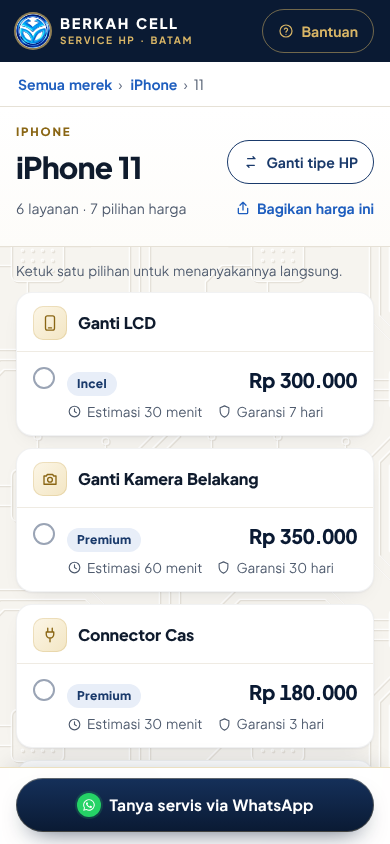 BERKAH CELL
SERVICE HP · BATAM
Bantuan
Semua merek › iPhone › 11
IPHONE
iPhone 11
Ganti tipe HP
6 layanan · 7 pilihan harga
Bagikan harga ini
Ketuk satu pilihan untuk menanyakannya langsung.
Ganti LCD
Incel
Rp 300.000
Estimasi 30 menit
Garansi 7 hari
Ganti Kamera Belakang
Premium
Rp 350.000
Estimasi 60 menit
Garansi 30 hari
Connector Cas
Premium
Rp 180.000
Estimasi 30 menit
Garansi 3 hari
Tanya servis via WhatsApp